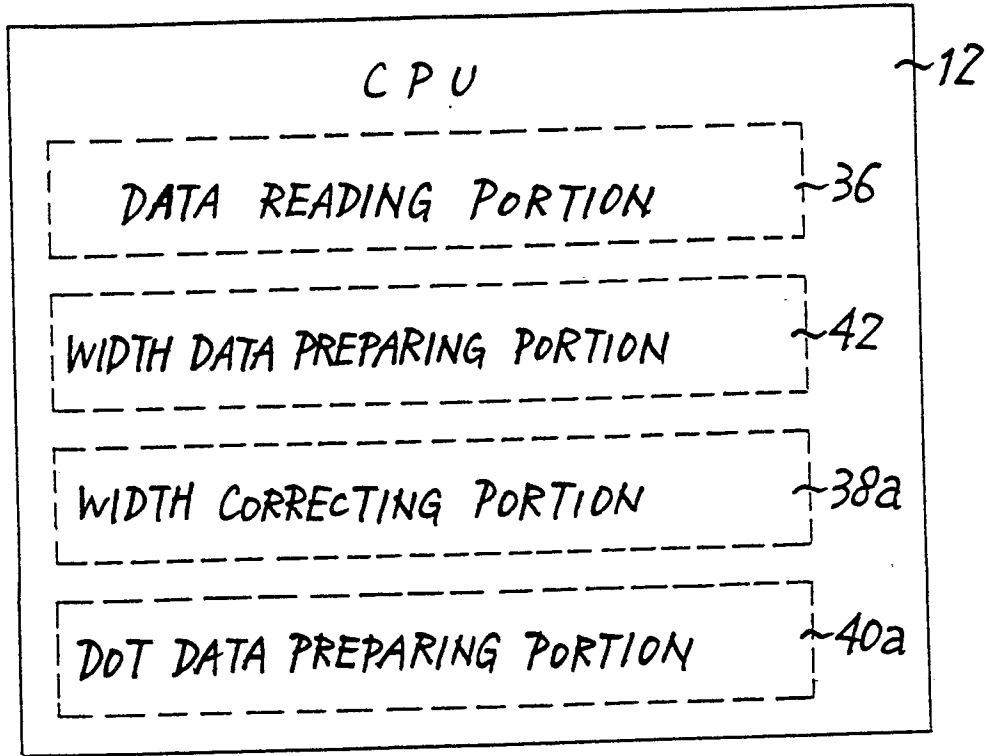 CPU ~12
DATA READING PORTION ~36
WIDTH DATA PREPARING PORTION ~42
WIDTH CORRECTING PORTION ~38a
DOT DATA PREPARING PORTION ~40a